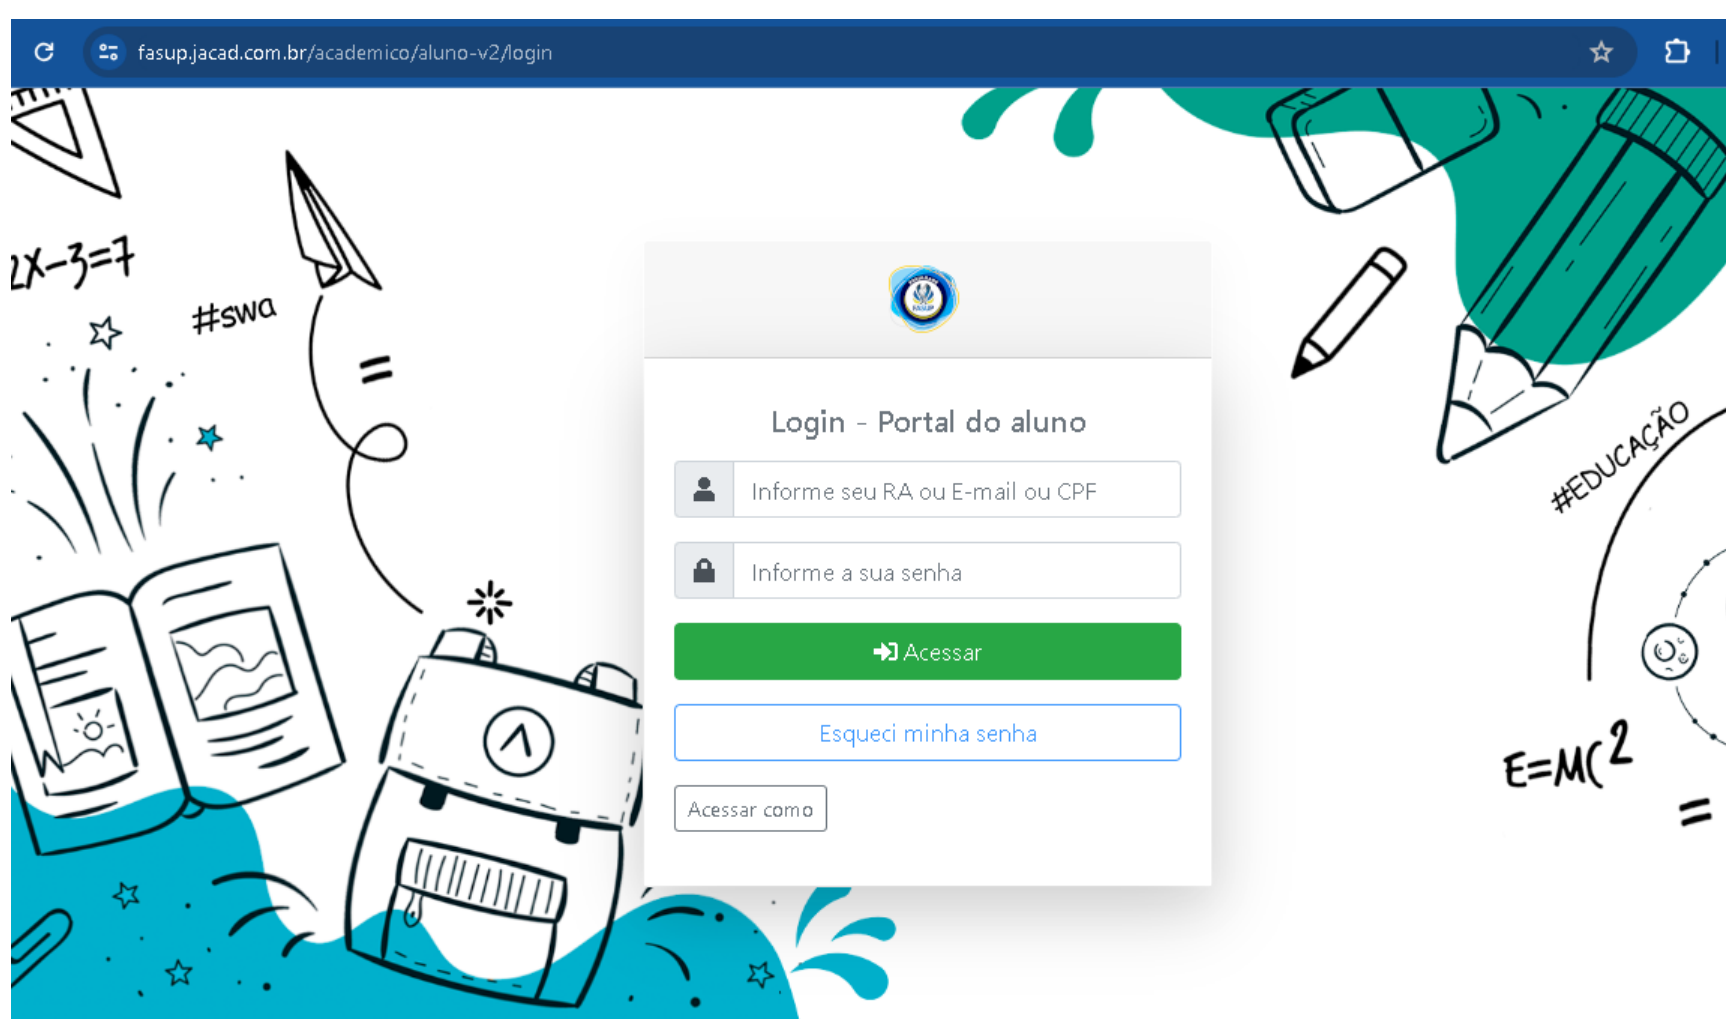 fasup.jacad.com.br/academico/aluno-v2/login
2X-3=7
#swa
=
Login - Portal do aluno
Informe seu RA ou E-mail ou CPF
Informe a sua senha
Acessar
Esqueci minha senha
Acessar como
#EDUCAÇÃO
E=MC2
=